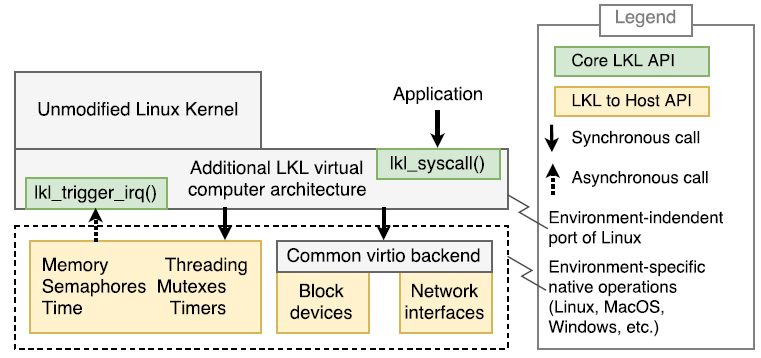 Legend
Core LKL API
LKL to Host API
Synchronous call
Asynchronous call
Environment-indendent
port of Linux
Environment-specific
native operations
(Linux, MacOS,
Windows, etc.)
Unmodified Linux Kernel
Application
lkl_syscall()
Additional LKL virtual
computer architecture
lkl_trigger_irq()
Memory Threading
Semaphores Mutexes
Time Timers
Common virtio backend
Block
devices
Network
interfaces